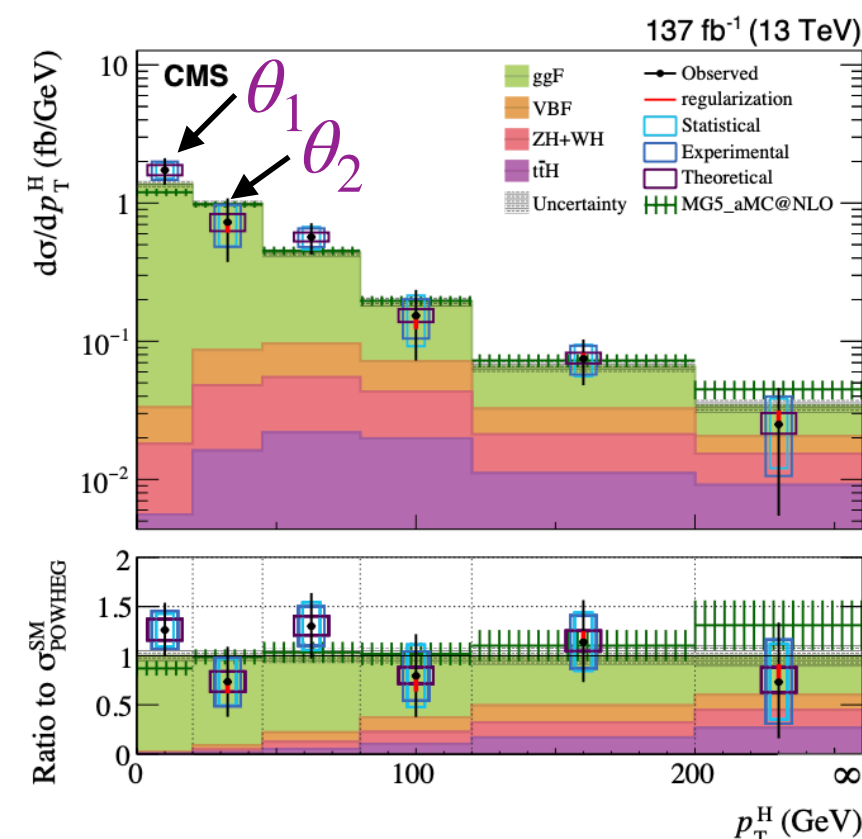 137 fb⁻¹ (13 TeV)
dσ/dp_T^H (fb/GeV)
10
1
10⁻¹
10⁻²
CMS
θ₁
θ₂
ggF
VBF
ZH+WH
tt̄H
Uncertainty
Observed
regularization
Statistical
Experimental
Theoretical
MG5_aMC@NLO
Ratio to σ^SM_POWHEG
2
1.5
1
0.5
0
0
100
200
∞
p_T^H (GeV)